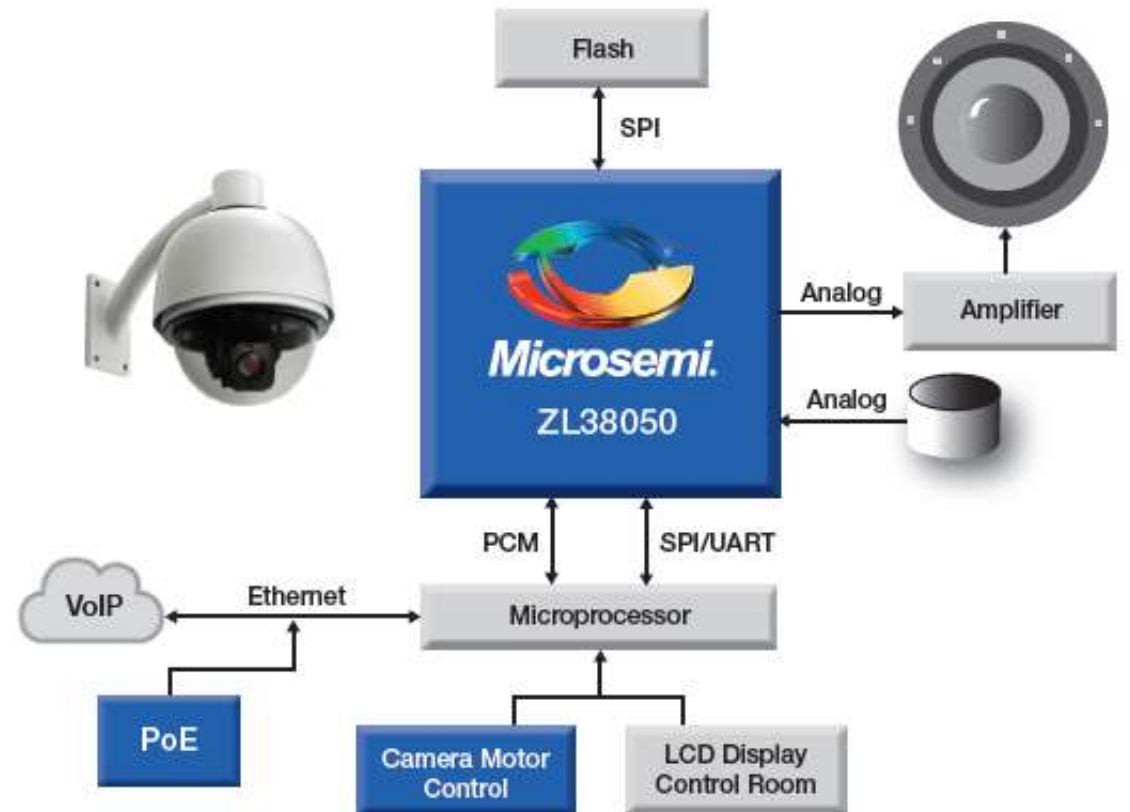 Flash
SPI
Microsemi.
ZL38050
Analog
Amplifier
Analog
PCM
SPI/UART
VoIP
Ethernet
Microprocessor
PoE
Camera Motor
Control
LCD Display
Control Room